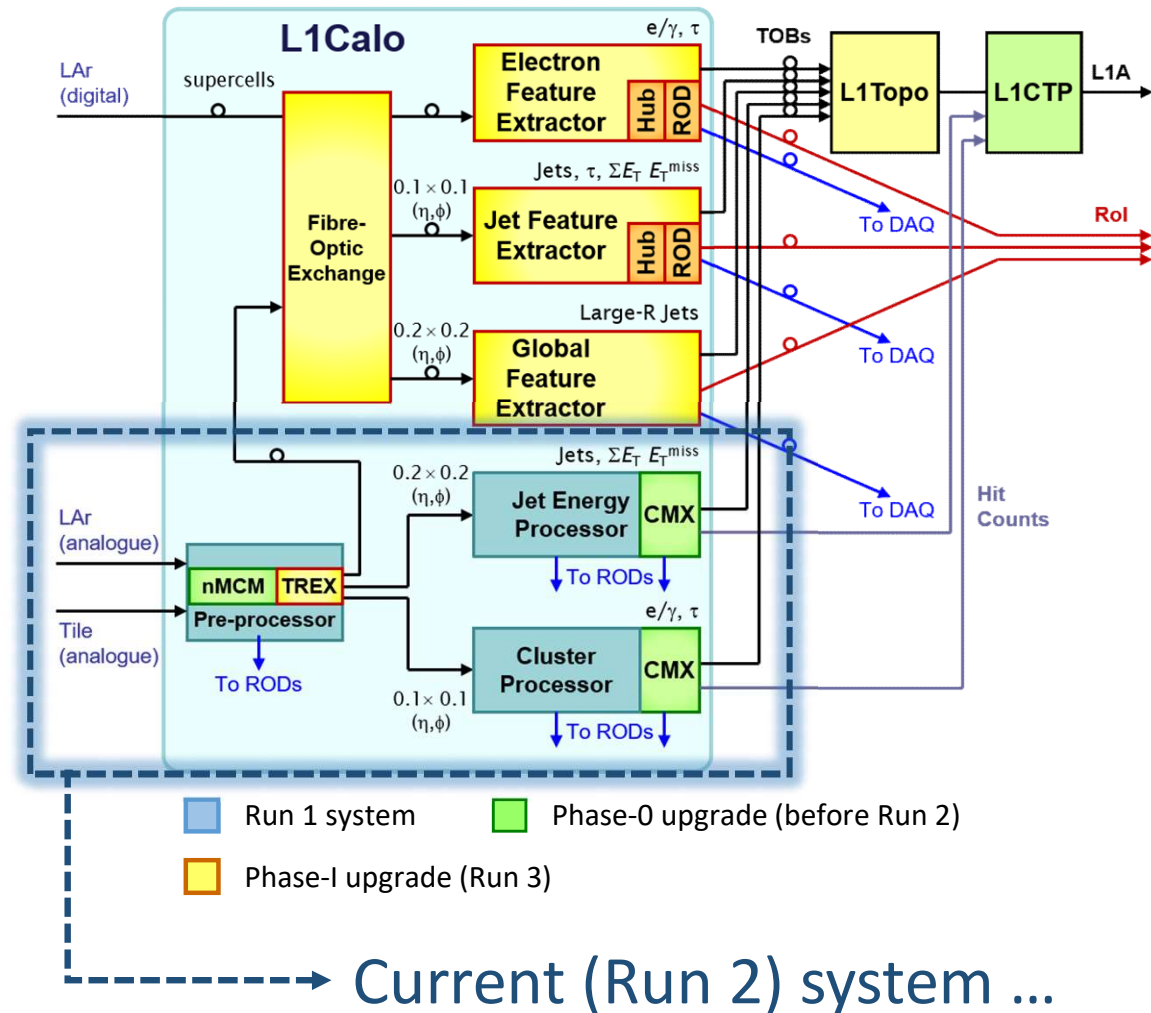 L1Calo
LAr
(digital)
supercells
Fibre-
Optic
Exchange
e/γ, τ
Electron
Feature
Extractor
Hub
ROD
0.1 × 0.1
(η,ϕ)
Jets, τ, ΣE_T E_T^miss
Jet Feature
Extractor
Hub
ROD
0.2 × 0.2
(η,ϕ)
Large-R Jets
Global
Feature
Extractor
TOBs
L1Topo
L1CTP
L1A
To DAQ
RoI
To DAQ
To DAQ
Hit
Counts
LAr
(analogue)
Tile
(analogue)
nMCM
TREX
Pre-processor
To RODs
0.2 × 0.2
(η,ϕ)
Jets, ΣE_T E_T^miss
Jet Energy
Processor
CMX
To RODs
0.1 × 0.1
(η,ϕ)
e/γ, τ
Cluster
Processor
CMX
To RODs
Run 1 system
Phase-0 upgrade (before Run 2)
Phase-I upgrade (Run 3)
Current (Run 2) system ...